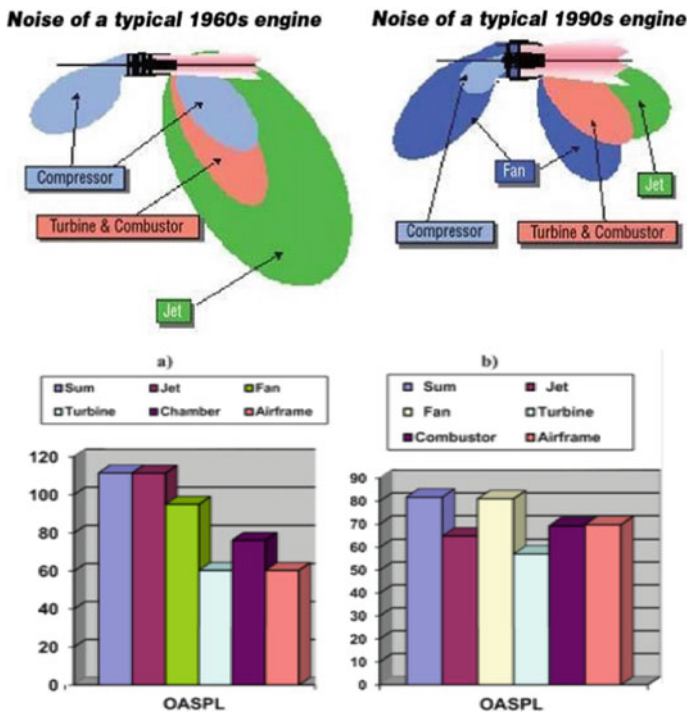 Noise of a typical 1960s engine
Compressor
Turbine & Combustor
Jet
Noise of a typical 1990s engine
Fan
Jet
Compressor
Turbine & Combustor
a)
Sum Jet Fan
Turbine Chamber Airframe
120
100
80
60
40
20
0
OASPL
b)
Sum Jet
Fan Turbine
Combustor Airframe
90
80
70
60
50
40
30
20
10
0
OASPL